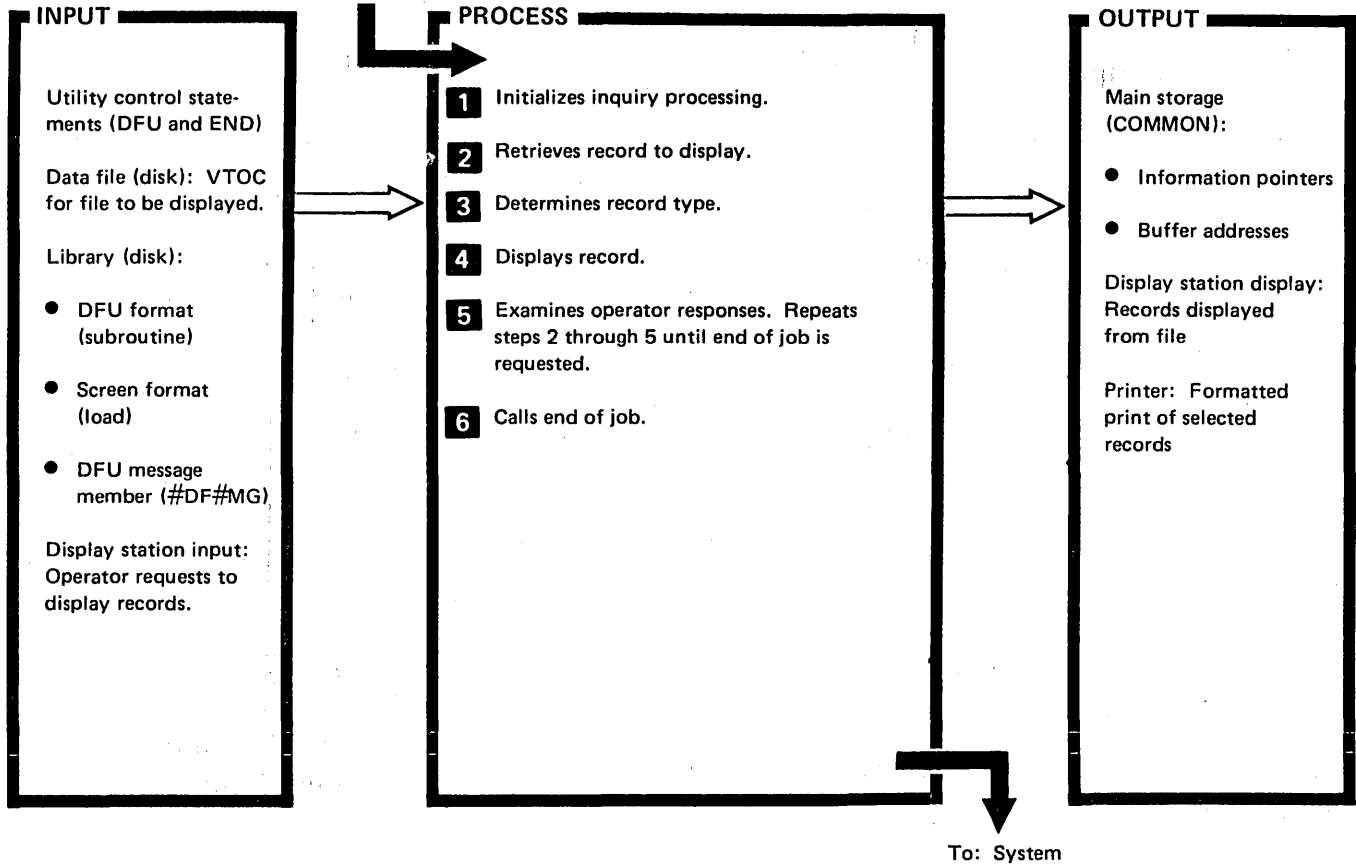 INPUT
Utility control state-
ments (DFU and END)
Data file (disk): VTOC
for file to be displayed.
Library (disk):
● DFU format
(subroutine)
● Screen format
(load)
● DFU message
member (#DF#MG)
Display station input:
Operator requests to
display records.
PROCESS
1 Initializes inquiry processing.
2 Retrieves record to display.
3 Determines record type.
4 Displays record.
5 Examines operator responses. Repeats
steps 2 through 5 until end of job is
requested.
6 Calls end of job.
OUTPUT
Main storage
(COMMON):
● Information pointers
● Buffer addresses
Display station display:
Records displayed
from file
Printer: Formatted
print of selected
records
To: System